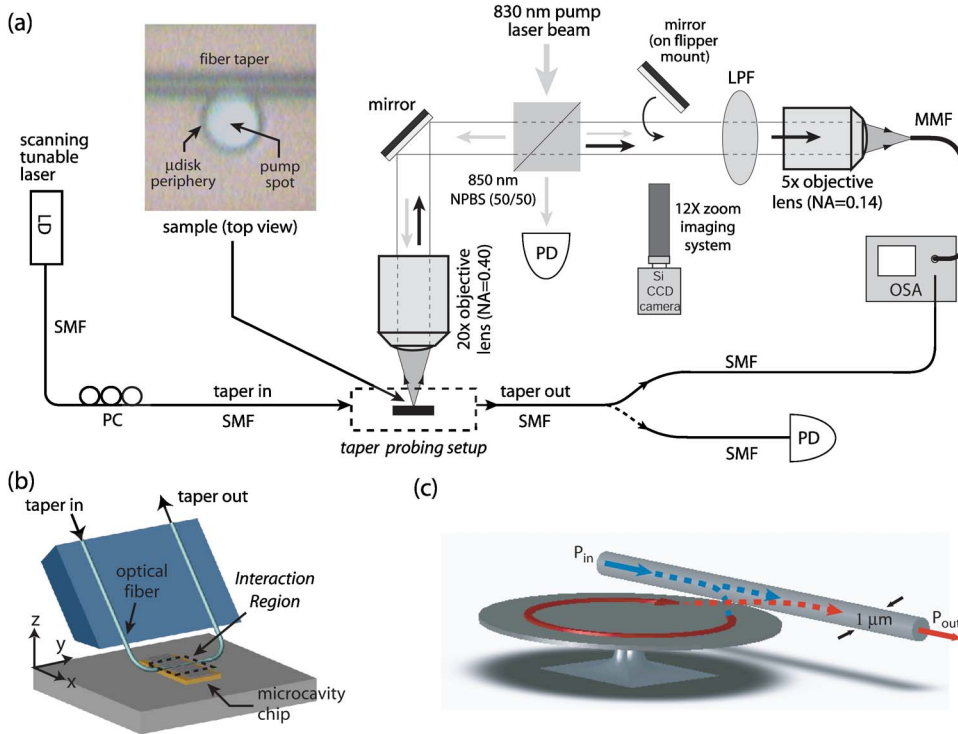 (a)
fiber taper
μdisk
periphery
pump
spot
sample (top view)
scanning
tunable
laser
LD
SMF
PC
taper in
SMF
mirror
830 nm pump
laser beam
850 nm
NPBS (50/50)
PD
mirror
(on flipper
mount)
LPF
MMF
5x objective
lens (NA=0.14)
12X zoom
imaging
system
Si
CCD
camera
OSA
20x objective
lens (NA=0.40)
taper probing setup
taper out
SMF
SMF
SMF
PD
(b)
taper in
taper out
optical
fiber
Interaction
Region
microcavity
chip
z
y
x
(c)
Pin
1 μm
Pout